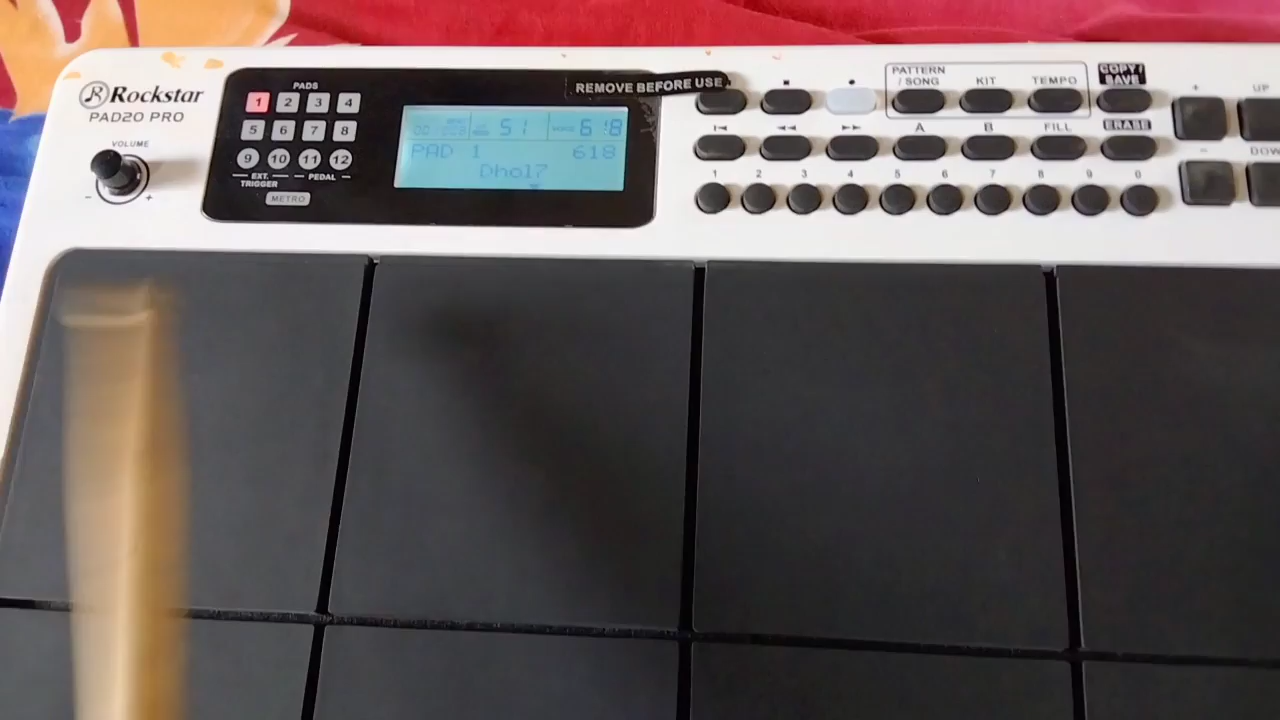 Rockstar
PAD20 PRO
VOLUME
- +
PADS
1 2 3 4
5 6 7 8
9 10 11 12
EXT. TRIGGER
PEDAL
METRO
REMOVE BEFORE USE
51 618
PAD 1 618
Dhol7
PATTERN / SONG
KIT
TEMPO
COPY / SAVE
A
B
FILL
ERASE
1 2 3 4 5 6 7 8 9 0
+
UP
-
DOW